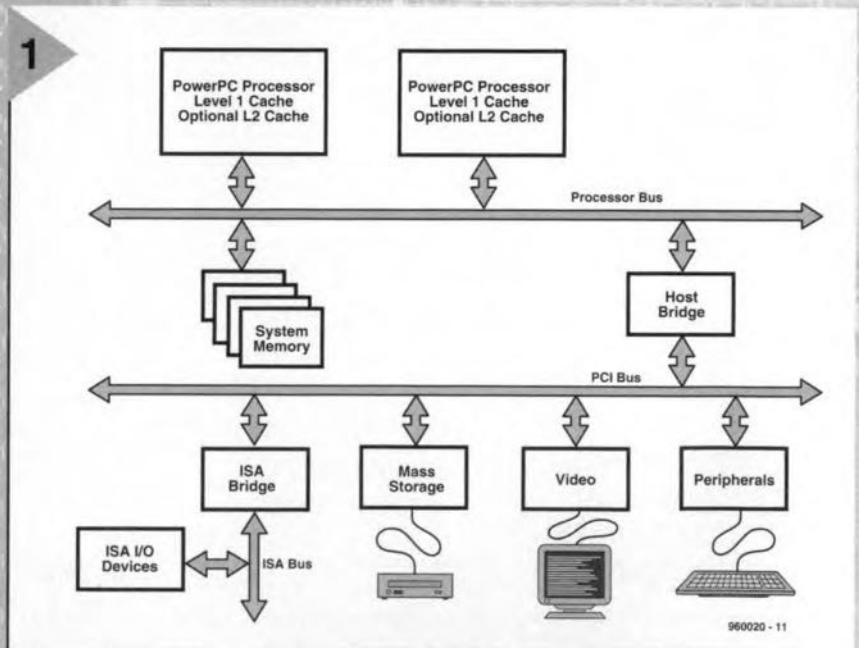 1
PowerPC Processor
Level 1 Cache
Optional L2 Cache
PowerPC Processor
Level 1 Cache
Optional L2 Cache
Processor Bus
System
Memory
Host
Bridge
PCI Bus
ISA
Bridge
Mass
Storage
Video
Peripherals
ISA I/O
Devices
ISA Bus
960020 - 11